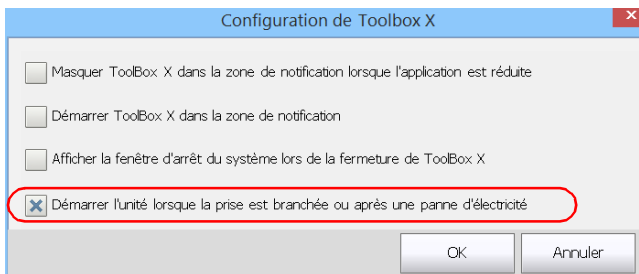 Configuration de Toolbox X
Masquer ToolBox X dans la zone de notification lorsque l'application est réduite
Démarrer ToolBox X dans la zone de notification
Afficher la fenêtre d'arrêt du système lors de la fermeture de ToolBox X
Démarrer l'unité lorsque la prise est branchée ou après une panne d'électricité
OK Annuler